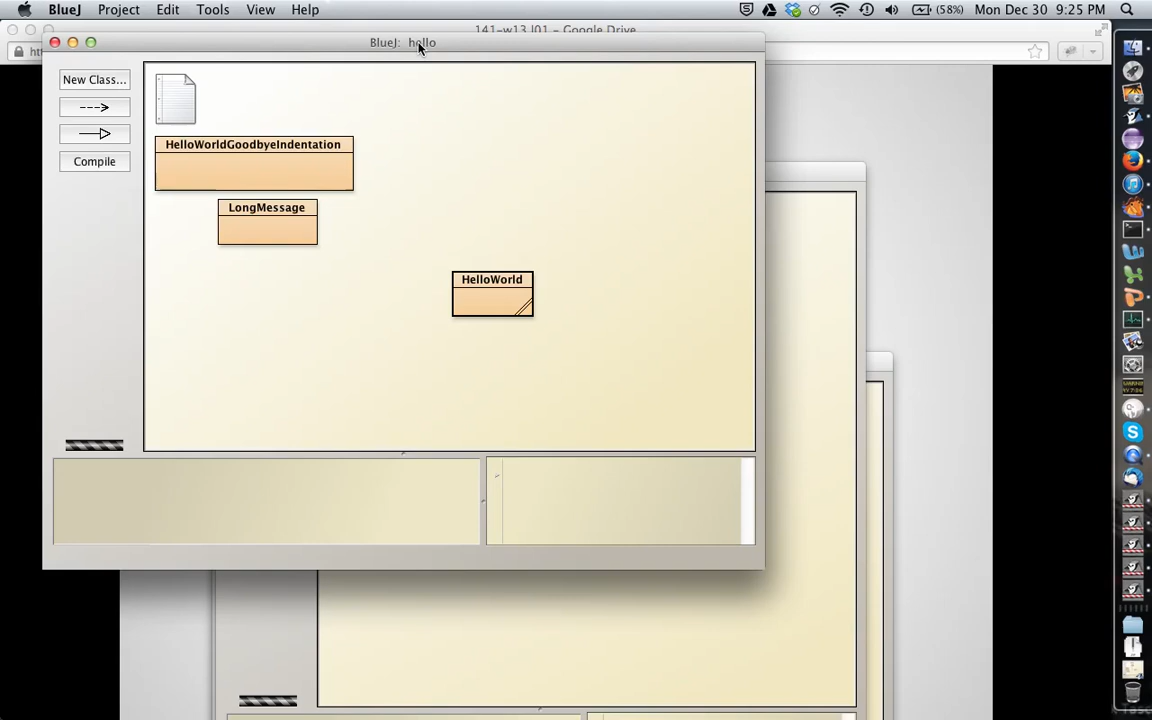 BlueJ Project Edit Tools View Help (58%) Mon Dec 30 9:25 PM
141-w13 J01 - Google Drive
BlueJ: hello
New Class...
HelloWorldGoodbyeIndentation
Compile
LongMessage
HelloWorld